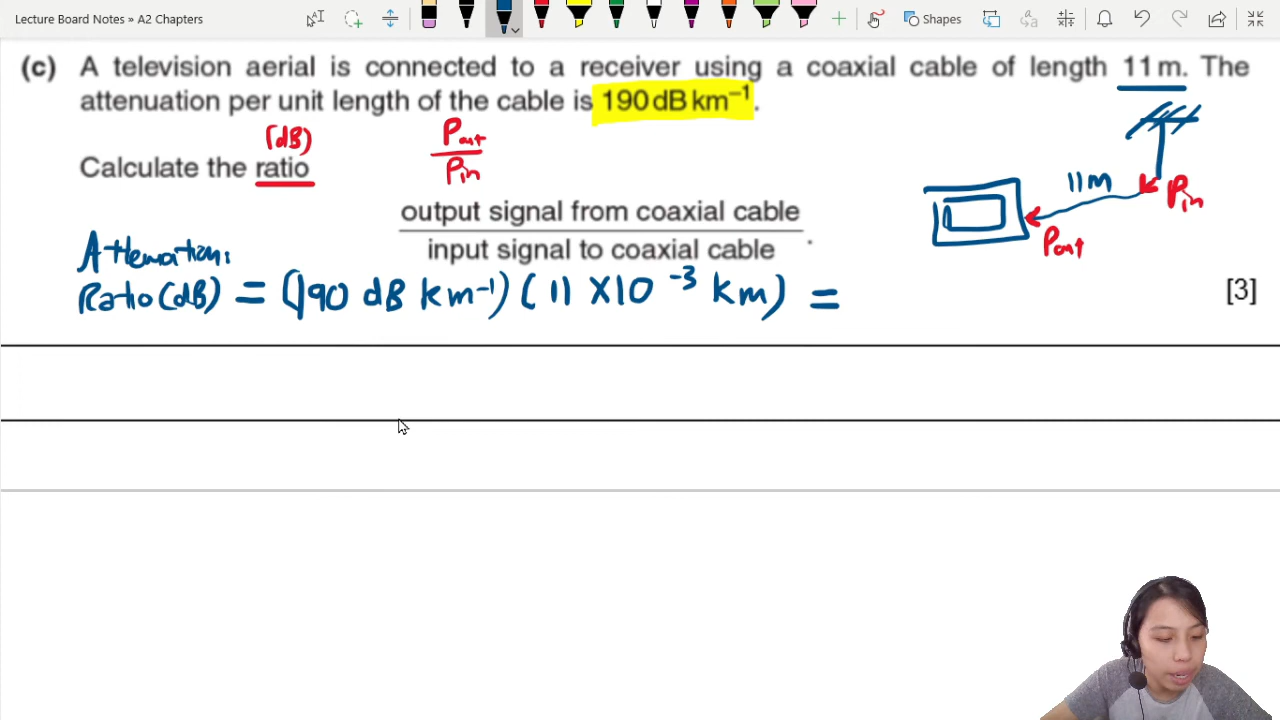 Lecture Board Notes » A2 Chapters
Shapes
(c) A television aerial is connected to a receiver using a coaxial cable of length 11 m. The
attenuation per unit length of the cable is 190 dB km⁻¹.
(dB)
Calculate the ratio
Pout
Pin
output signal from coaxial cable
input signal to coaxial cable
.
11m
Pin
Pout
Attenuation:
Ratio (dB) = (190 dB km⁻¹) ( 11 x10 ⁻³ km) =
[3]